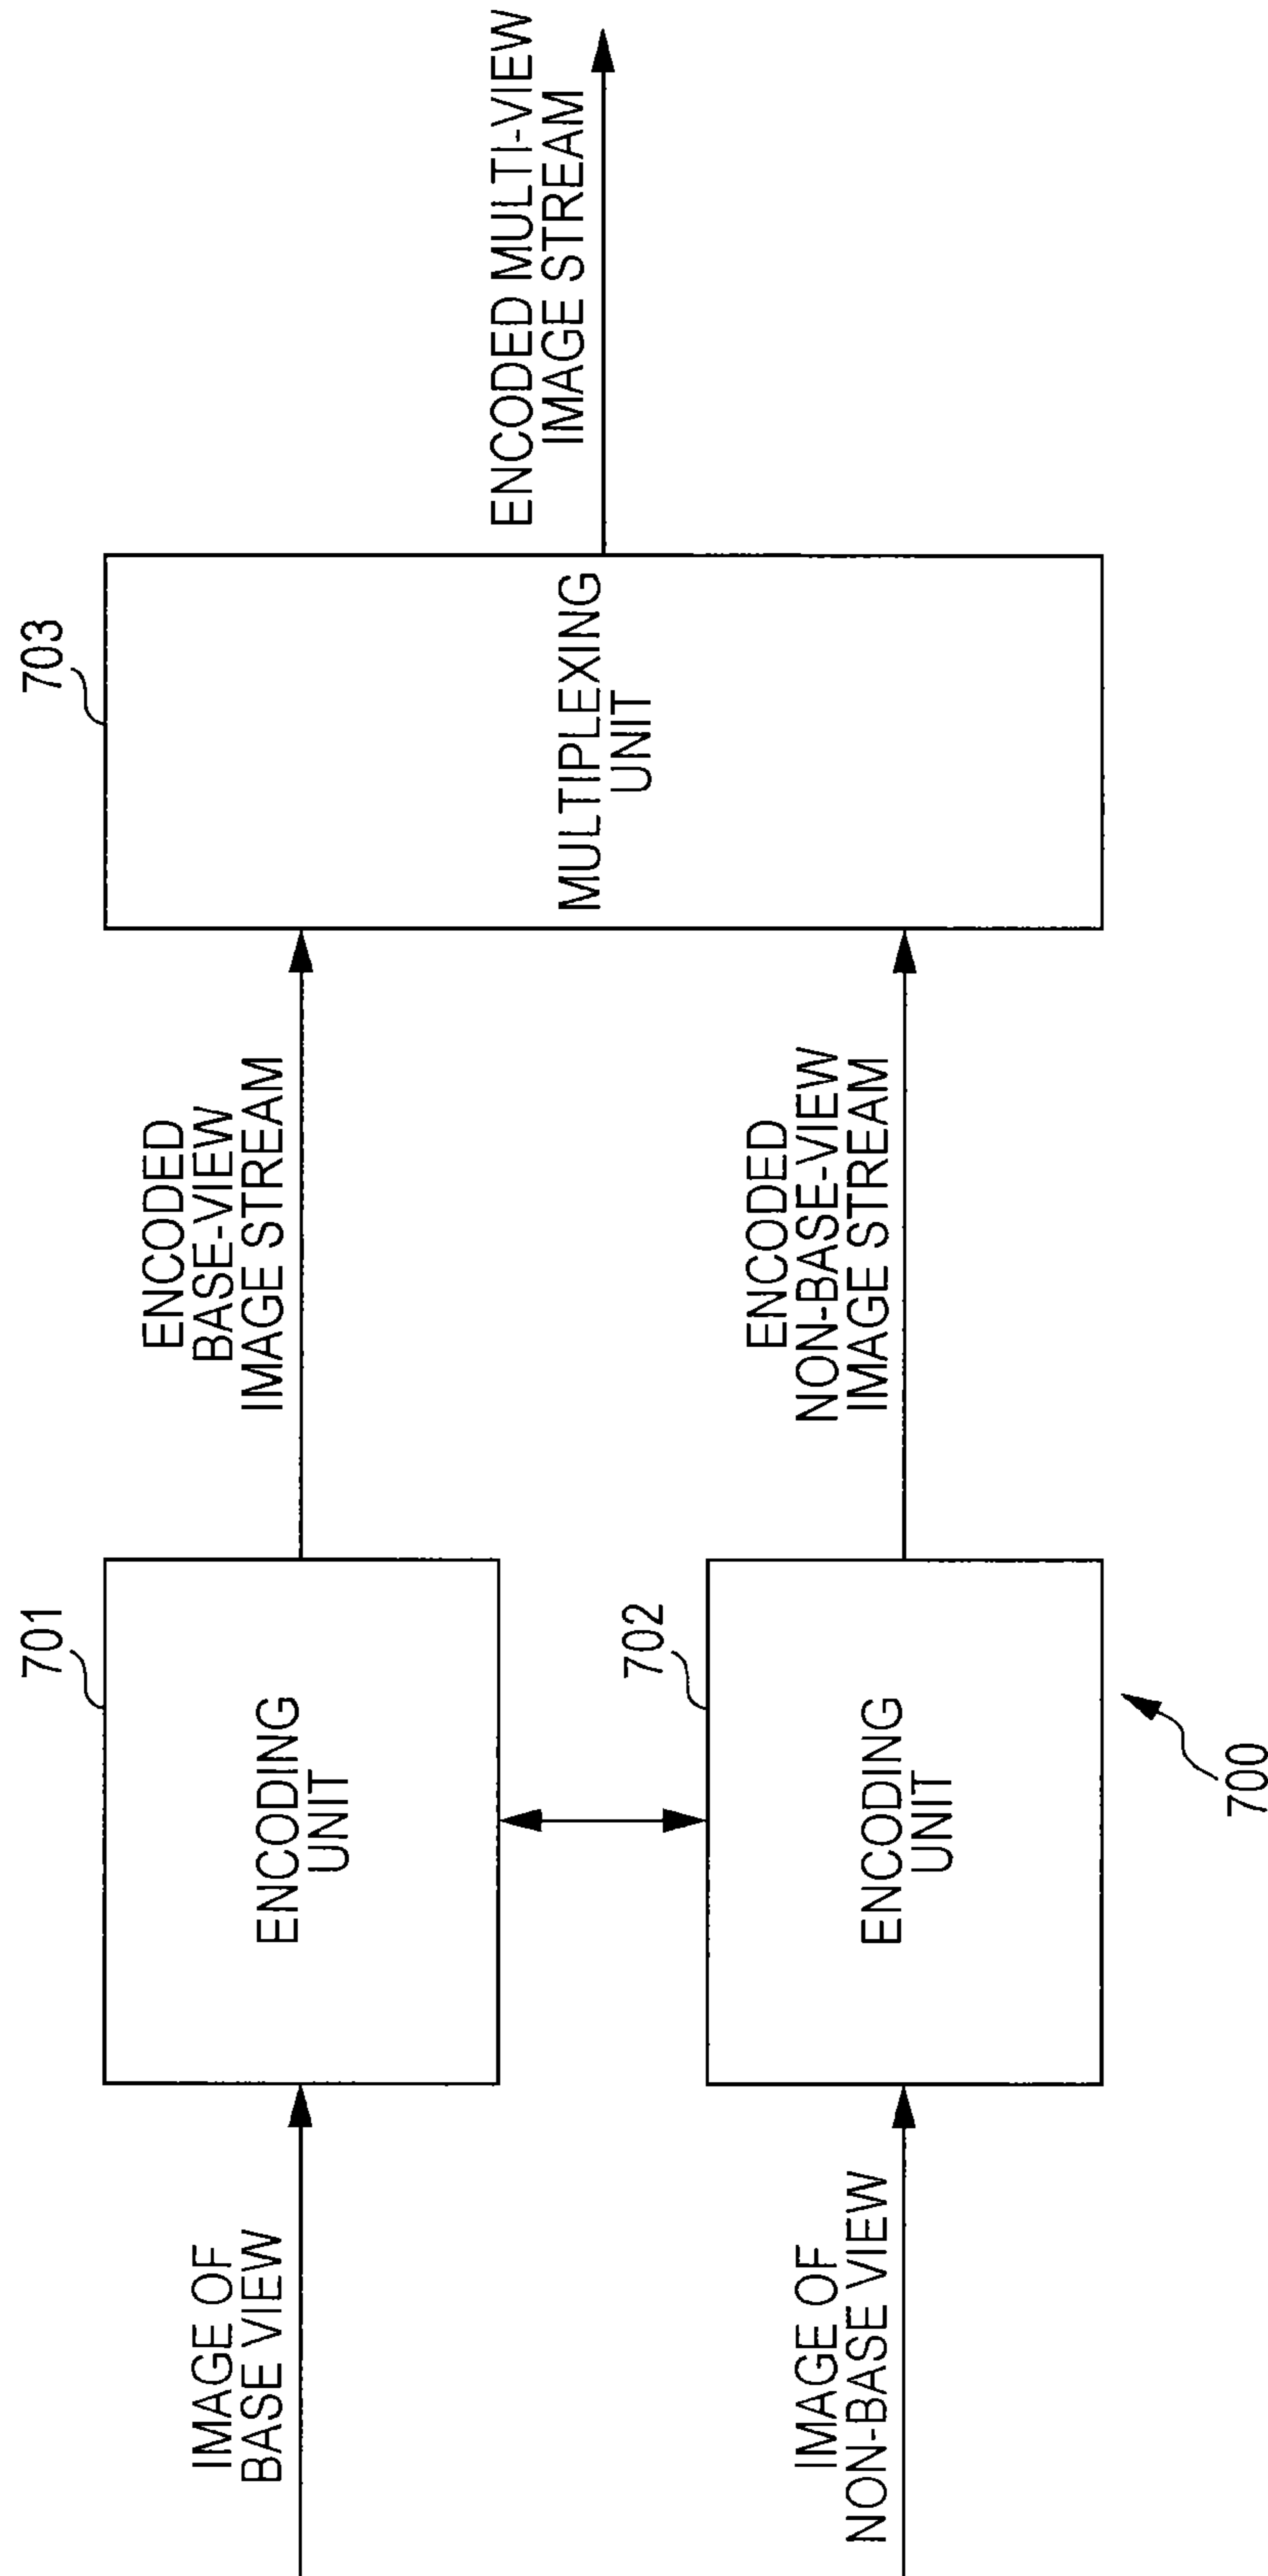 701
703
IMAGE OF
BASE VIEW
ENCODING
UNIT
ENCODED
BASE-VIEW
IMAGE STREAM
MULTIPLEXING
UNIT
ENCODED MULTI-VIEW
IMAGE STREAM
702
IMAGE OF
NON-BASE VIEW
ENCODING
UNIT
ENCODED
NON-BASE-VIEW
IMAGE STREAM
700